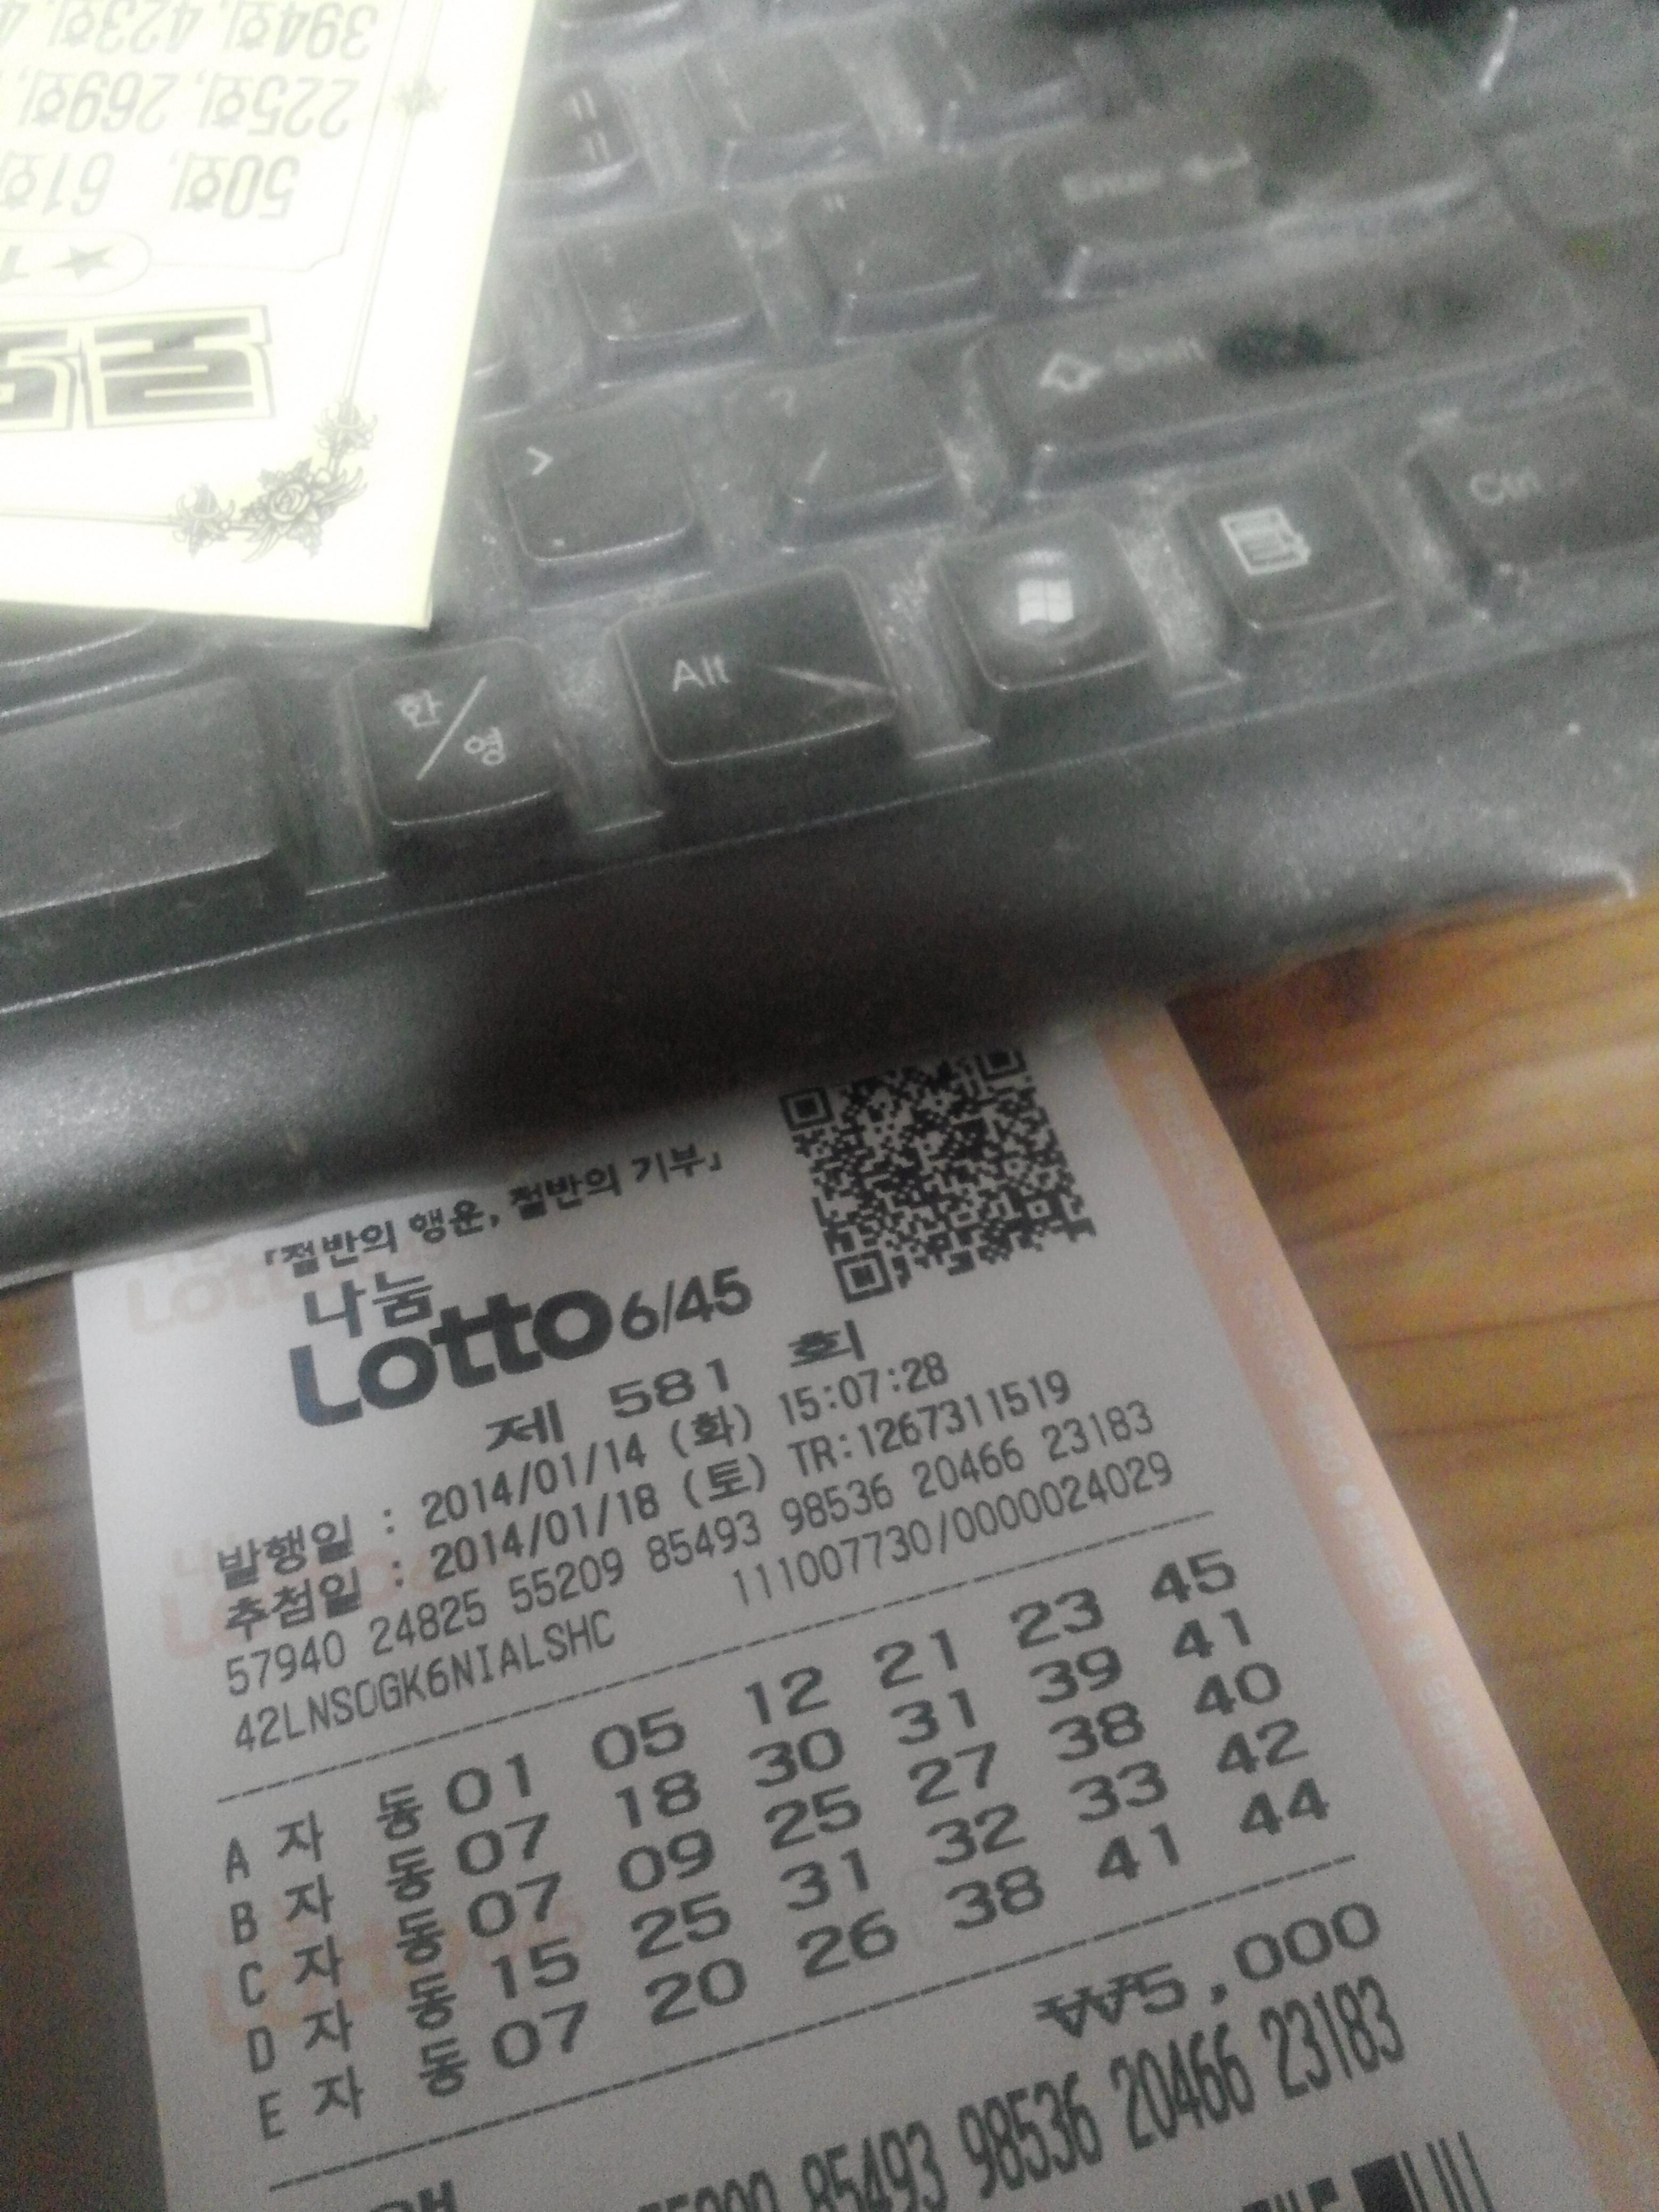 394회, 423회, 4
225회, 269회,
50회, 61회
★ 1
"
Enter
Shift
>
.
?
/
Ctrl
한/영
Alt
「절반의 행운, 절반의 기부」
나눔
Lotto 6/45
제 581 회
발행일 : 2014/01/14 (화) 15:07:28
추첨일 : 2014/01/18 (토) TR:1267311519
57940 24825 55209 85493 98536 20466 23183
42LNSOGK6NIALSHC 111007730/0000024029
A 자 동 01 05 12 21 23 45
B 자 동 07 18 30 31 39 41
C 자 동 07 09 25 27 38 40
D 자 동 15 25 31 32 33 42
E 자 동 07 20 26 38 41 44
₩5,000
85493 98536 20466 23183